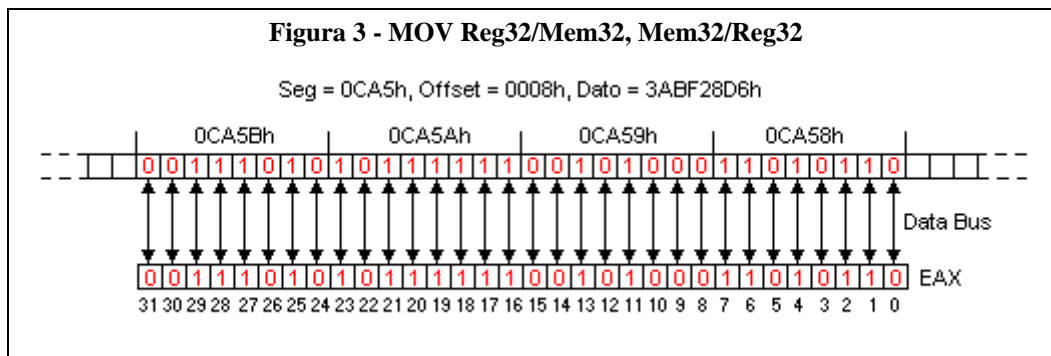 Figura 3 - MOV Reg32/Mem32, Mem32/Reg32
Seg = 0CA5h, Offset = 0008h, Dato = 3ABF28D6h
0CA5Bh 0CA5Ah 0CA59h 0CA58h
0 0 1 1 1 0 1 0 1 0 1 1 1 1 1 1 0 0 1 0 1 0 0 0 1 1 0 1 0 1 1 0
Data Bus
0 0 1 1 1 0 1 0 1 0 1 1 1 1 1 1 0 0 1 0 1 0 0 0 1 1 0 1 0 1 1 0 EAX
31 30 29 28 27 26 25 24 23 22 21 20 19 18 17 16 15 14 13 12 11 10 9 8 7 6 5 4 3 2 1 0